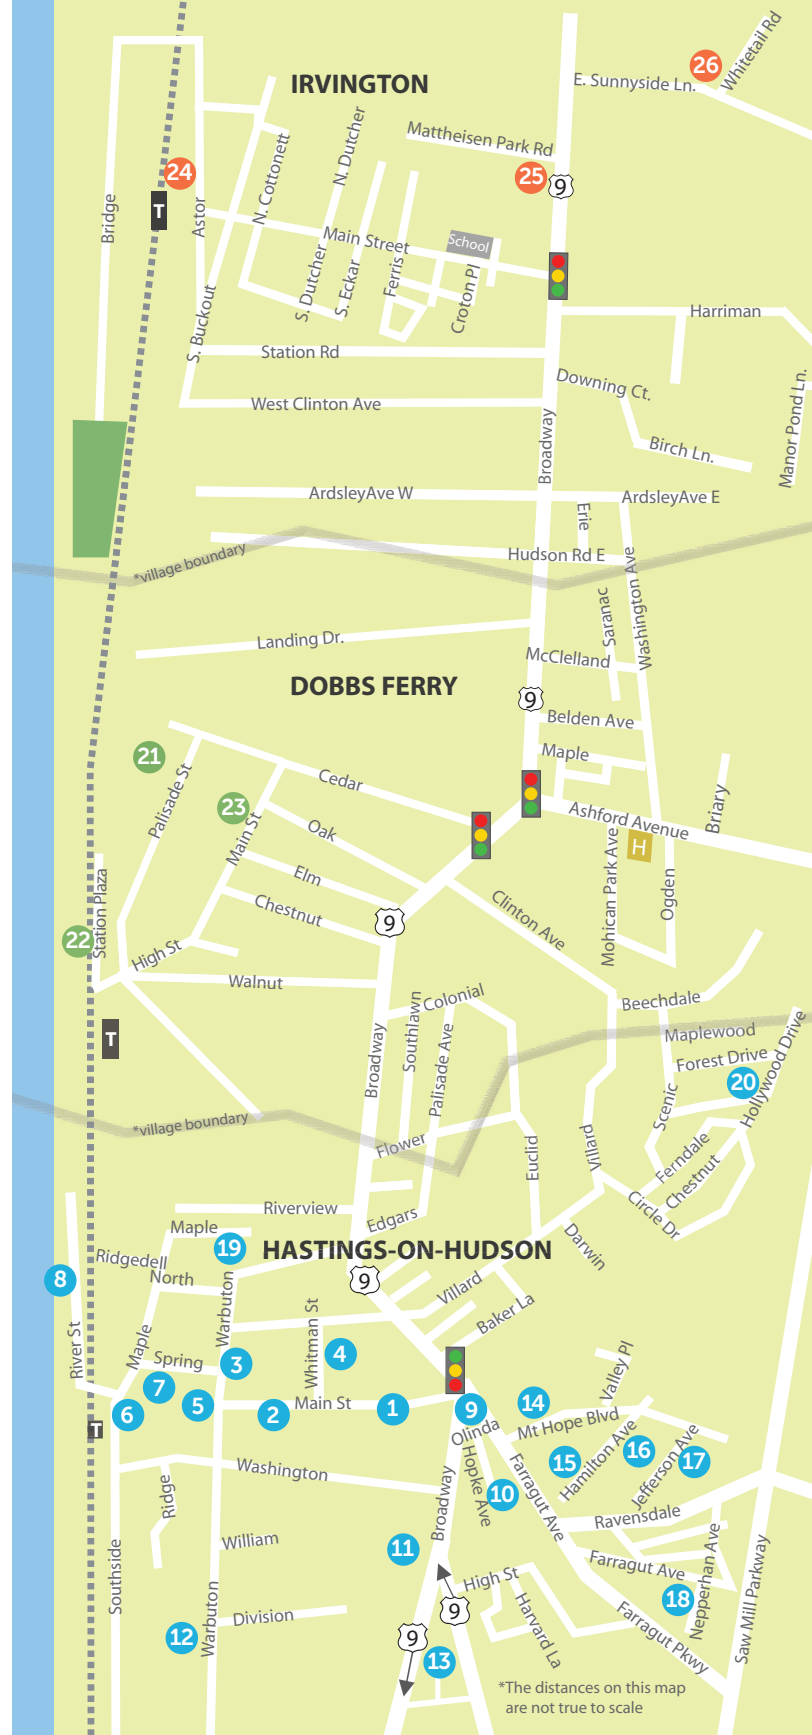 Whitetail Rd
26
E. Sunnyside Ln.
IRVINGTON
Mattheisen Park Rd
N. Dutcher
N. Cottonett
24
25
9
T
Bridge
Astor
Main Street
School
S. Dutcher
S. Eckar
Ferris
Croton Pl
S. Buckout
Harriman
Station Rd
Downing Ct.
Manor Pond Ln.
West Clinton Ave
Broadway
Birch Ln.
ArdsleyAve W
ArdsleyAve E
Erie
*village boundary
Hudson Rd E
Washington Ave
Saranac
Landing Dr.
McClelland
DOBBS FERRY
9
Belden Ave
Maple
21
Cedar
Palisade St
23
Main St
Oak
Ashford Avenue
Briary
H
Mohican Park Ave
Ogden
Elm
Chestnut
Clinton Ave
9
22
Station Plaza
High St
Walnut
Colonial
Beechdale
T
Southlawn
Broadway
Palisade Ave
Maplewood
Forest Drive
Hollywood Drive
20
Scenic
*village boundary
Flower
Euclid
Villard
Ferndale
Chestnut
Circle Dr
Riverview
Edgars
Maple
19
HASTINGS-ON-HUDSON
Darwin
Ridgedell
North
8
9
Villard
Warbuton
Baker La
River St
Maple
Spring
3
Whitman St
4
Valley Pl
7
5
6
2
Main St
1
9
14
Mt Hope Blvd
T
Olinda
Hamilton Ave
16
Jefferson Ave
17
15
Washington
Hopke Ave
10
Farragut Ave
Ridge
Broadway
Ravensdale
William
11
Farragut Ave
Nepperhan Ave
Saw Mill Parkway
Southside
High St
18
Harvard La
Farragut Pkwy
9
Division
Warbuton
12
9
13
*The distances on this map
are not true to scale